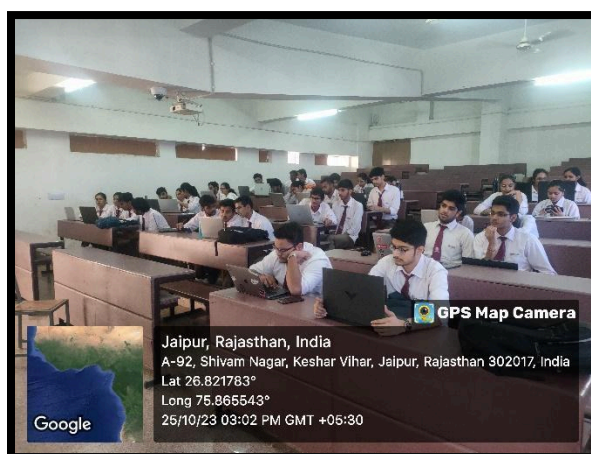 GPS Map Camera
Jaipur, Rajasthan, India
A-92, Shivam Nagar, Keshar Vihar, Jaipur, Rajasthan 302017, India
Lat 26.821783°
Long 75.865543°
25/10/23 03:02 PM GMT +05:30
Google